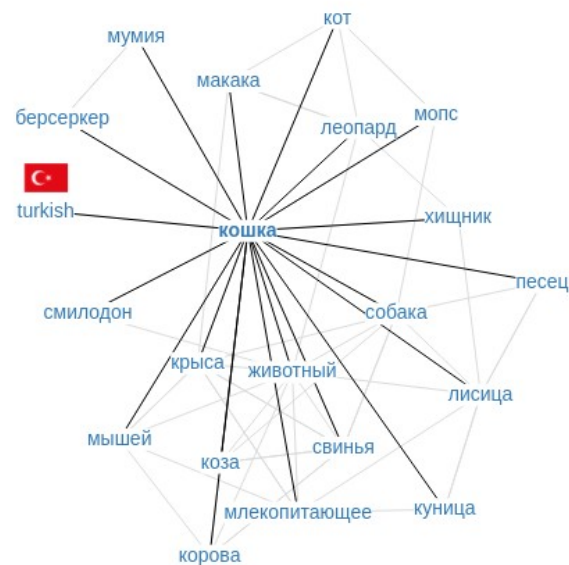 кот
мумия
макака
мопс
берсеркер
леопард
turkish
хищник
кошка
песец
смилодон
собака
крыса
животный
лисица
мышей
свинья
коза
куница
млекопитающее
корова